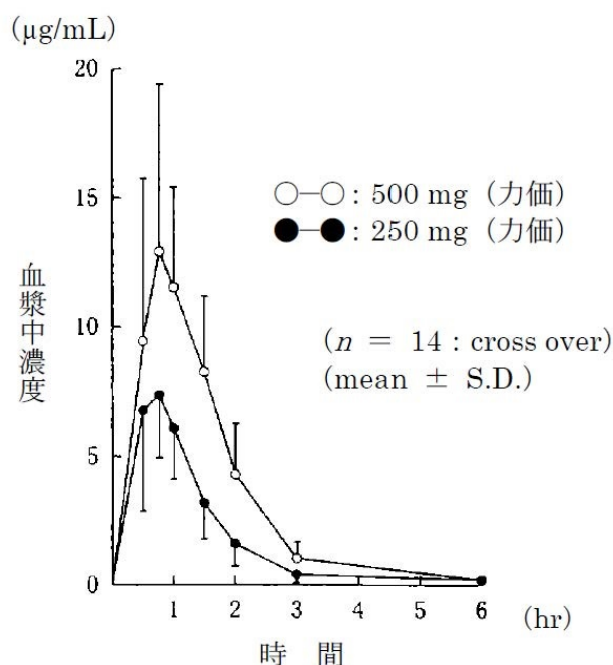 (μg/mL)
20
15
10
5
0
血漿中濃度
○—○ : 500 mg (力価)
●—● : 250 mg (力価)
(n = 14 : cross over)
(mean ± S.D.)
1 2 3 4 5 6 (hr)
時 間